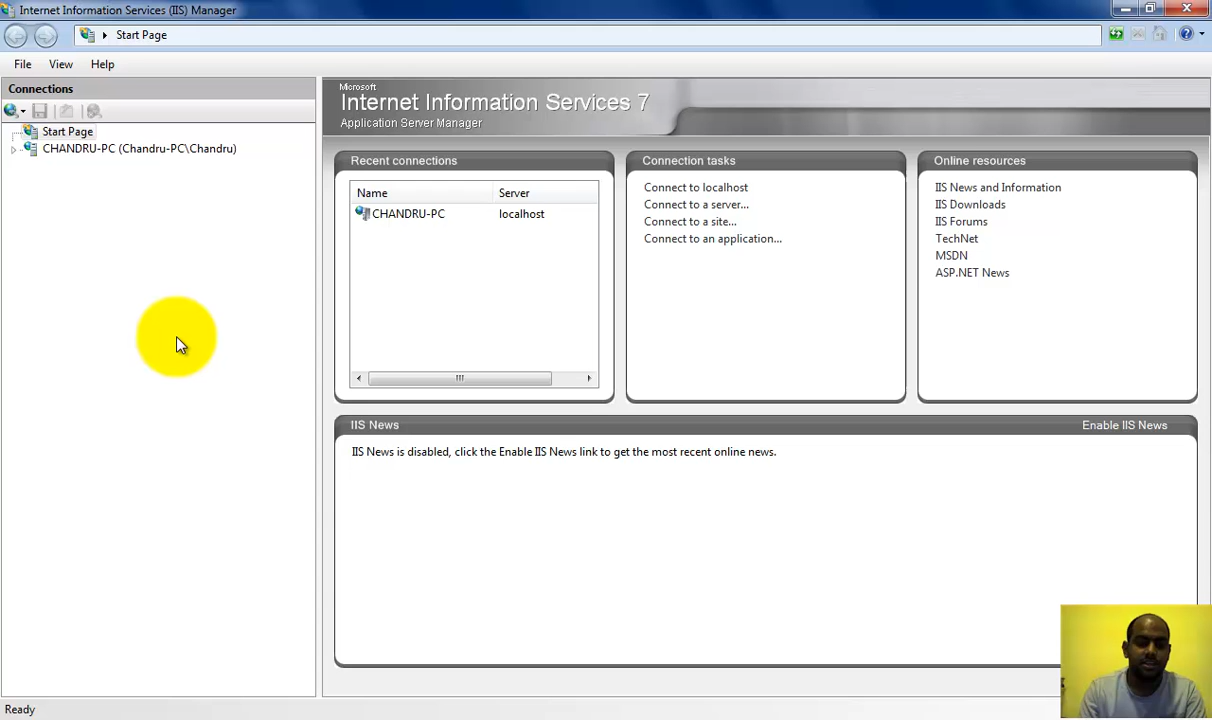 Internet Information Services (IIS) Manager
Start Page
File View Help
Connections
Start Page
CHANDRU-PC (Chandru-PC\Chandru)
Microsoft
Internet Information Services 7
Application Server Manager
Recent connections
Name Server
CHANDRU-PC localhost
Connection tasks
Connect to localhost
Connect to a server...
Connect to a site...
Connect to an application...
Online resources
IIS News and Information
IIS Downloads
IIS Forums
TechNet
MSDN
ASP.NET News
IIS News Enable IIS News
IIS News is disabled, click the Enable IIS News link to get the most recent online news.
Ready